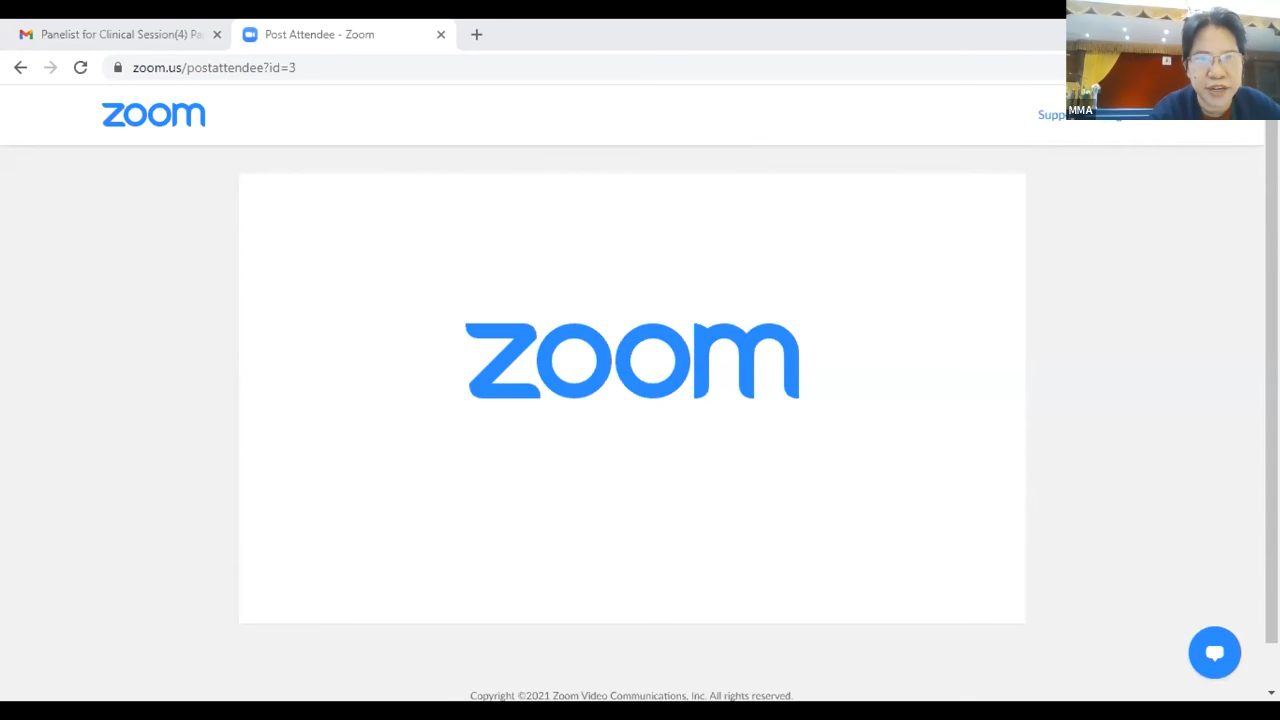 Panelist for Clinical Session(4) Pa
Post Attendee - Zoom
zoom.us/postattendee?id=3
zoom
Supp
MMA
zoom
Copyright ©2021 Zoom Video Communications, Inc. All rights reserved.